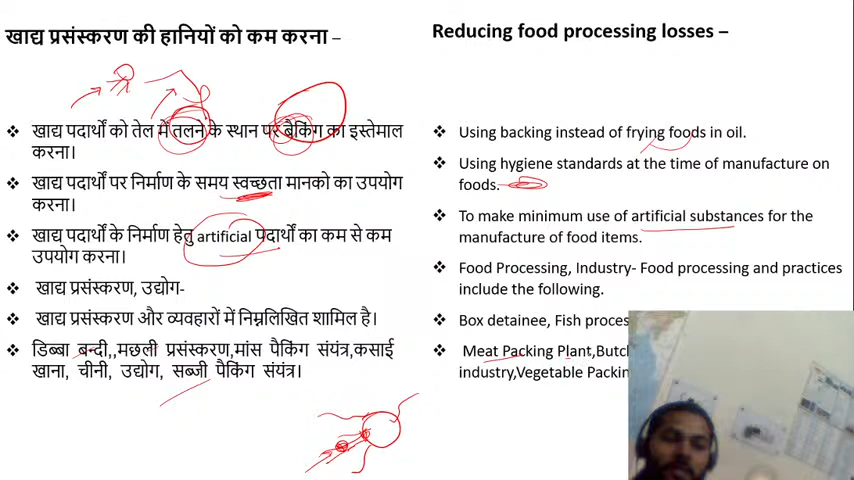 खाद्य प्रसंस्करण की हानियों को कम करना –
❖ खाद्य पदार्थों को तेल में तलने के स्थान पर बैकिंग का इस्तेमाल
करना।
❖ खाद्य पदार्थों पर निर्माण के समय स्वच्छता मानको का उपयोग
करना।
❖ खाद्य पदार्थों के निर्माण हेतु artificial पदार्थों का कम से कम
उपयोग करना।
❖ खाद्य प्रसंस्करण, उद्योग-
❖ खाद्य प्रसंस्करण और व्यवहारों में निम्नलिखित शामिल है।
❖ डिब्बा बन्दी,,मछली प्रसंस्करण,मांस पैकिंग संयंत्र,कसाई
खाना, चीनी, उद्योग, सब्जी पैकिंग संयंत्र।
Reducing food processing losses –
❖ Using backing instead of frying foods in oil.
❖ Using hygiene standards at the time of manufacture on
foods.
❖ To make minimum use of artificial substances for the
manufacture of food items.
❖ Food Processing, Industry- Food processing and practices
include the following.
❖ Box detainee, Fish proces
❖ Meat Packing Plant,Butc
industry,Vegetable Packin